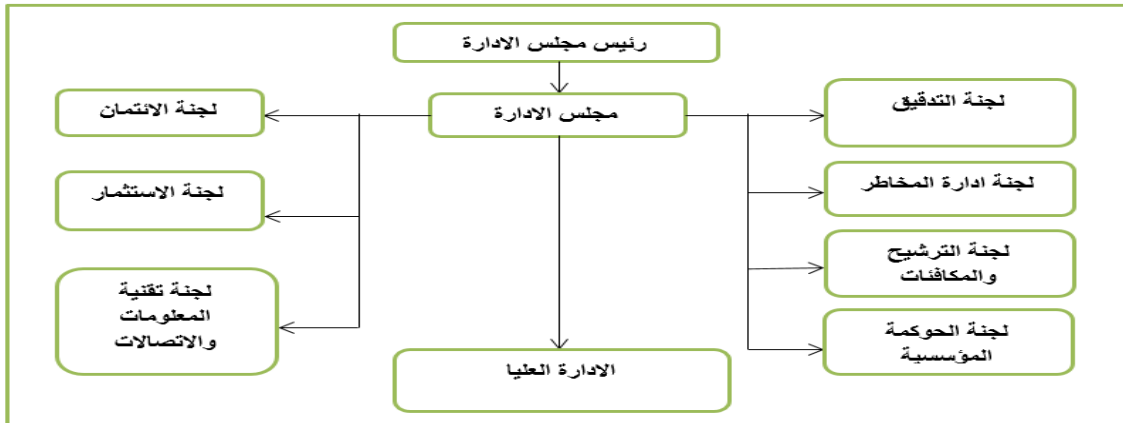 رئيس مجلس الادارة
مجلس الادارة
لجنة التدقيق
لجنة ادارة المخاطر
لجنة الترشيح
والمكافئات
لجنة الحوكمة
المؤسسية
لجنة الائتمان
لجنة الاستثمار
لجنة تقنية
المعلومات
والاتصالات
الادارة العليا